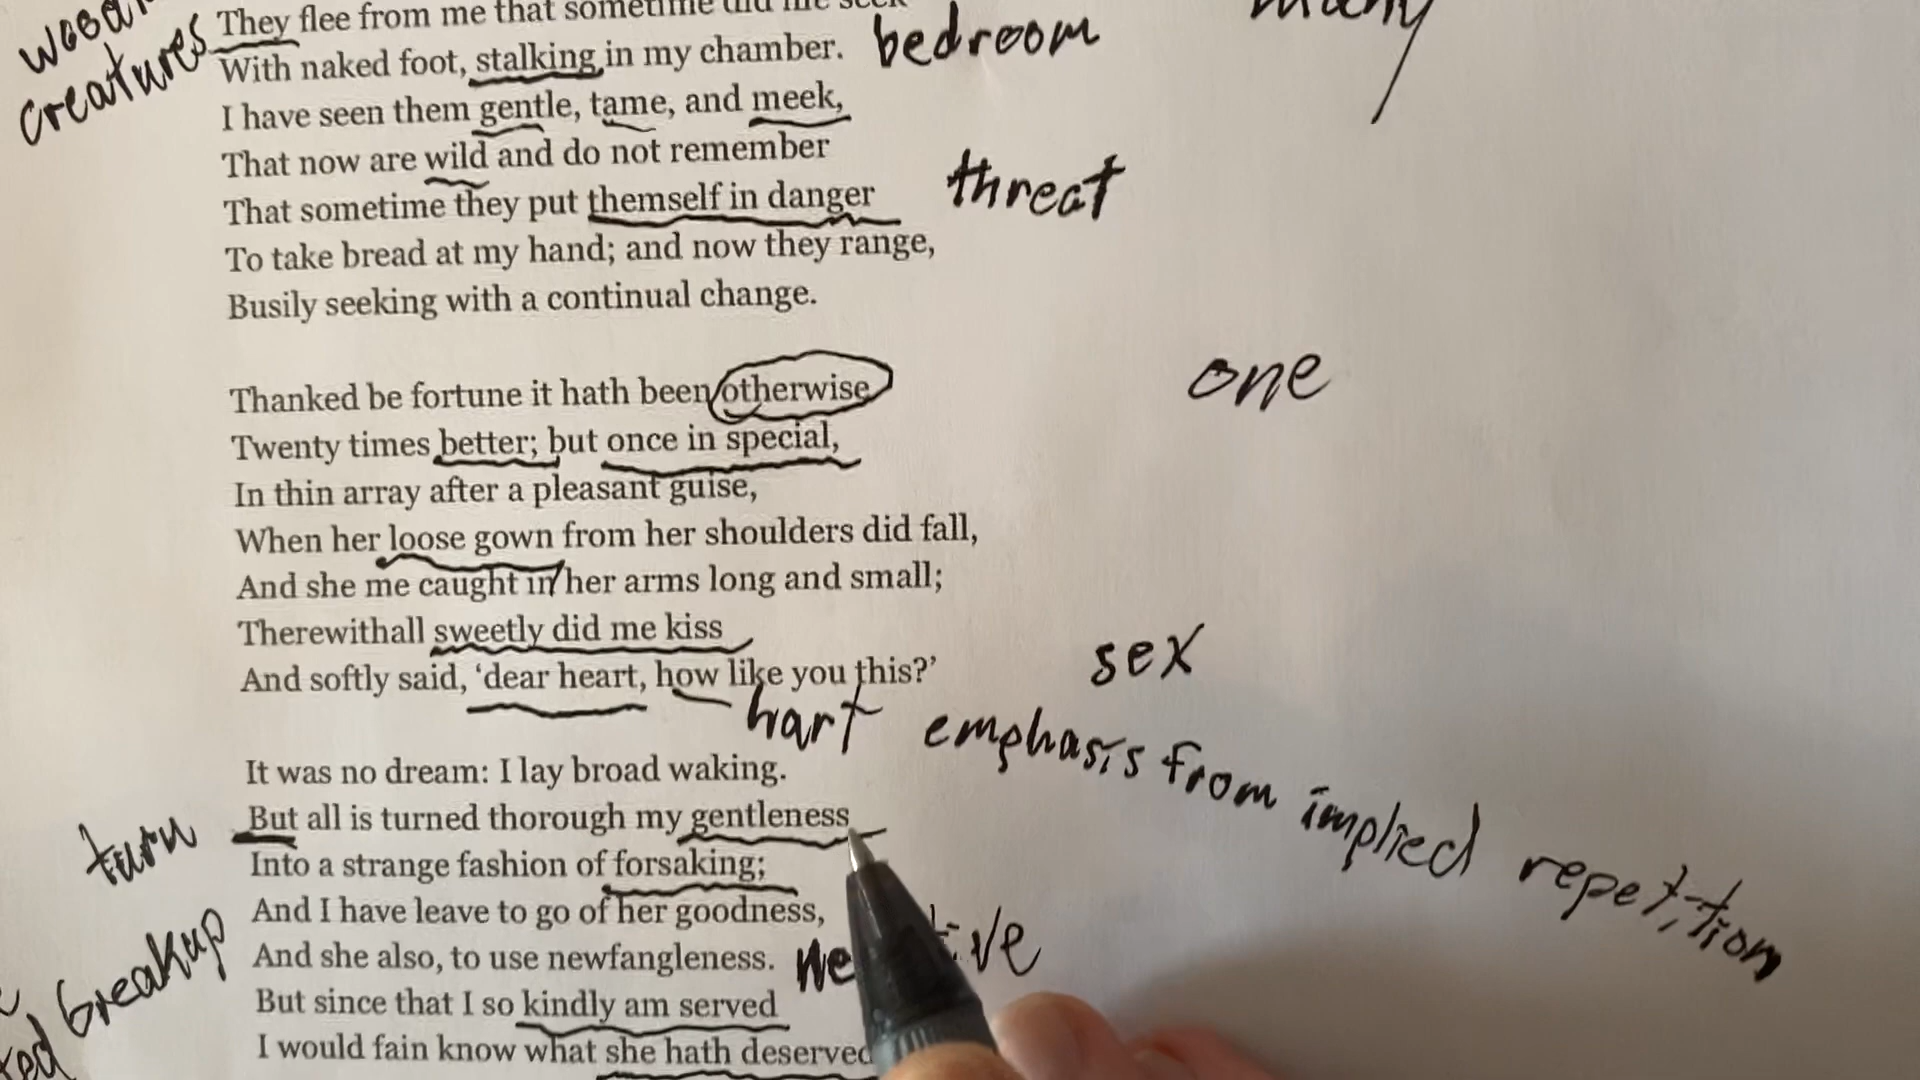 They flee from me that sometime did me seek
many
creatures
With naked foot, stalking in my chamber.
bedroom
I have seen them gentle, tame, and meek,
That now are wild and do not remember
That sometime they put themself in danger
threat
To take bread at my hand; and now they range,
Busily seeking with a continual change.
Thanked be fortune it hath been otherwise
one
Twenty times better; but once in special,
In thin array after a pleasant guise,
When her loose gown from her shoulders did fall,
And she me caught in her arms long and small;
Therewithall sweetly did me kiss
And softly said, ‘dear heart, how like you this?’
sex
hart
emphasis from implied repetition
It was no dream: I lay broad waking.
turn
But all is turned thorough my gentleness
Into a strange fashion of forsaking;
And I have leave to go of her goodness,
breakup
And she also, to use newfangleness.
But since that I so kindly am served
I would fain know what she hath deserved